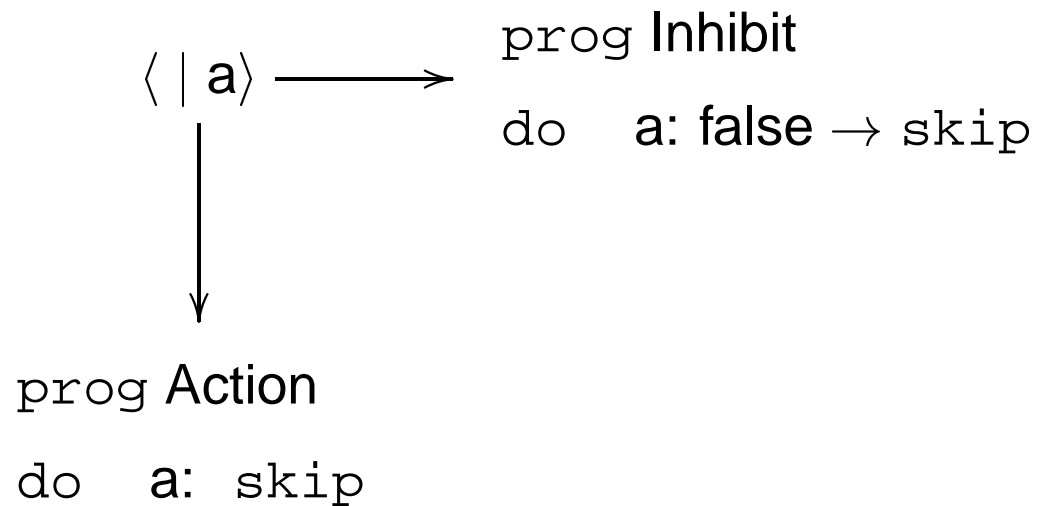 ⟨ | a⟩
prog Inhibit
do a: false → skip
prog Action
do a: skip